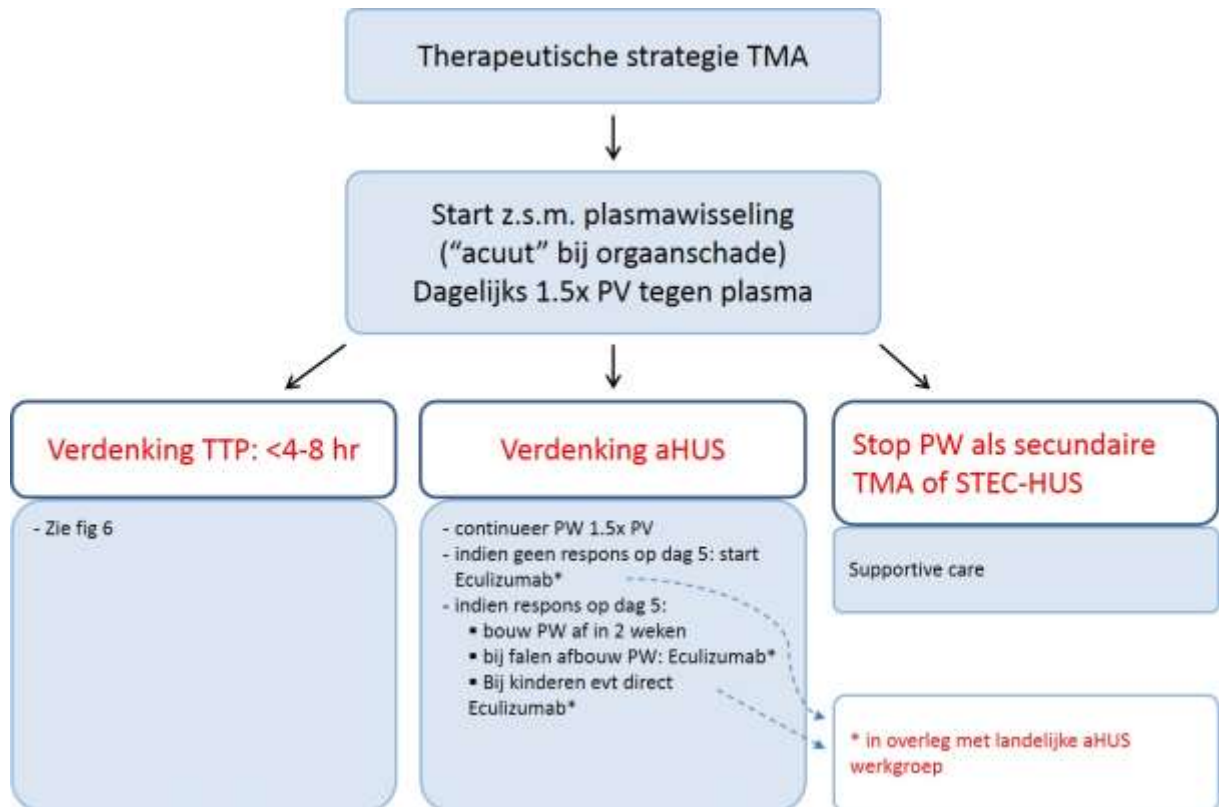 Therapeutische strategie TMA
Start z.s.m. plasmawisseling
(“acuut” bij orgaanschade)
Dagelijks 1.5x PV tegen plasma
Verdenking TTP: <4-8 hr
- Zie fig 6
Verdenking aHUS
- continueer PW 1.5x PV
- indien geen respons op dag 5: start
Eculizumab*
- indien respons op dag 5:
▪ bouw PW af in 2 weken
▪ bij falen afbouw PW: Eculizumab*
▪ Bij kinderen evt direct
Eculizumab*
Stop PW als secundaire
TMA of STEC-HUS
Supportive care
* in overleg met landelijke aHUS
werkgroep